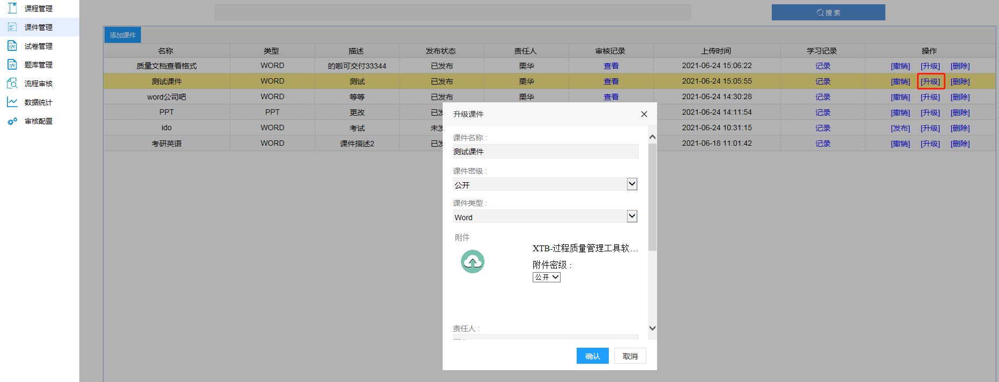 课程管理
课件管理
试卷管理
题库管理
流程审核
数据统计
审核配置
搜 索
添加课件
名称 类型 描述 发布状态 责任人 审核记录 上传时间 学习记录 操作
质量文档查看格式 WORD 的啦可交付33344 已发布 栗华 查看 2021-06-24 15:06:22 记录 [撤销] [升级] [删除]
测试课件 WORD 测试 已发布 栗华 查看 2021-06-24 15:05:55 记录 [撤销] [升级] [删除]
word公司吧 WORD 等等 已发布 栗华 查看 2021-06-24 14:30:28 记录 [撤销] [升级] [删除]
PPT PPT 更改 已发 2021-06-24 14:11:54 记录 [撤销] [升级] [删除]
ido WORD 考试 未发 2021-06-24 10:31:15 记录 [发布] [升级] [删除]
考研英语 WORD 课件描述2 已发 2021-06-18 11:01:42 记录 [撤销] [升级] [删除]
升级课件
课件名称 :
测试课件
课件密级 :
公开
课件类型 :
Word
附件
XTB-过程质量管理工具软...
附件密级：
公开
责任人 :
确认 取消